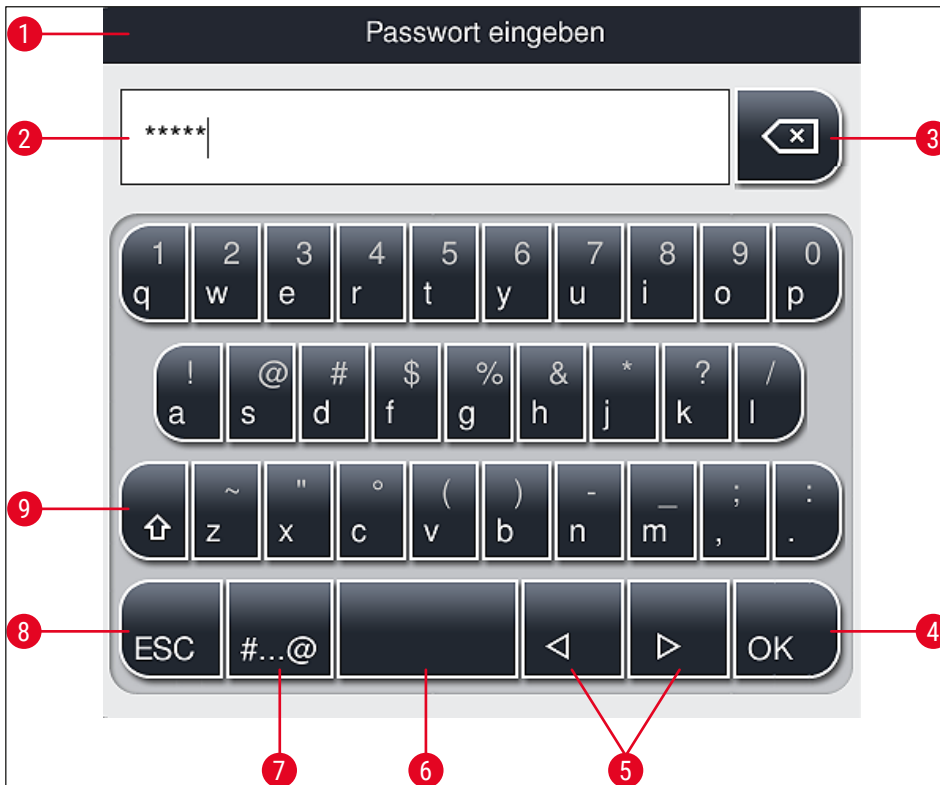 1 Passwort eingeben
2 ***** 3
1 2 3 4 5 6 7 8 9 0
q w e r t y u i o p
! @ # $ % & * ? /
a s d f g h j k l
9 ~ " ° ( ) - _ ; :
z x c v b n m , .
8 ESC #...@ OK 4
7 6 5